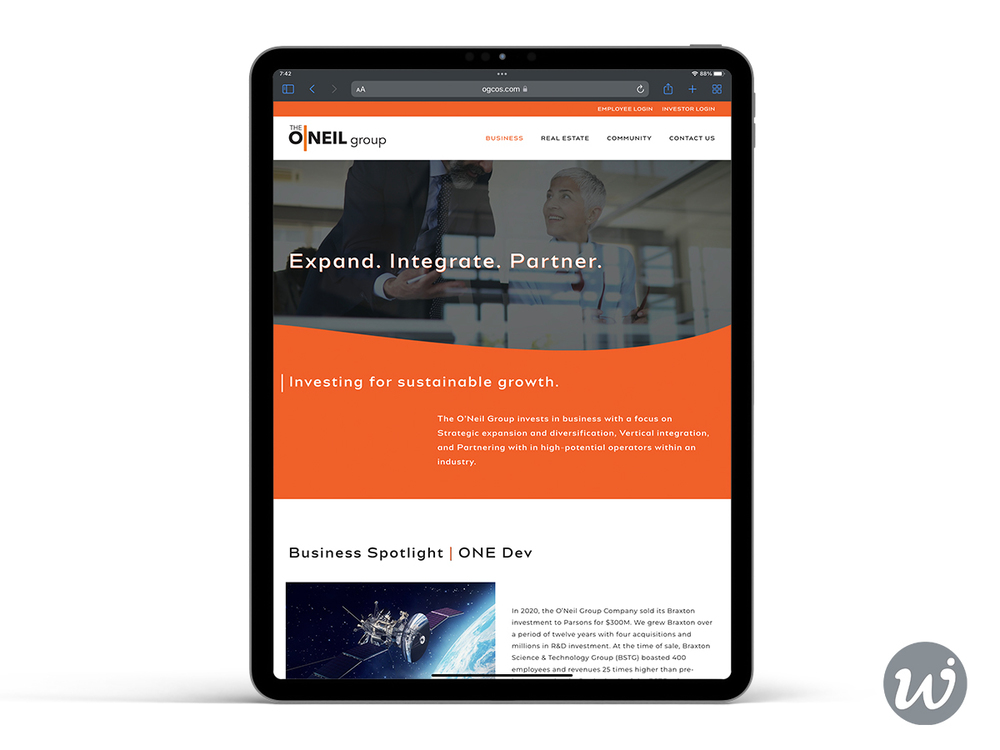 7:42
88%
AA
ogcos.com
EMPLOYEE LOGIN INVESTOR LOGIN
THE
O|NEIL group
BUSINESS REAL ESTATE COMMUNITY CONTACT US
Expand. Integrate. Partner.
Investing for sustainable growth.
The O'Neil Group invests in business with a focus on
Strategic expansion and diversification, Vertical Integration,
and Partnering with in high-potential operators within an
industry.
Business Spotlight | ONE Dev
In 2020, the O'Neil Group Company sold its Braxton
investment to Parsons for $300M. We grew Braxton over
a period of twelve years with four acquisitions and
millions in R&D investment. At the time of sale, Braxton
Science & Technology Group (BSTG) boasted 400
employees and revenues 25 times higher than pre-
w